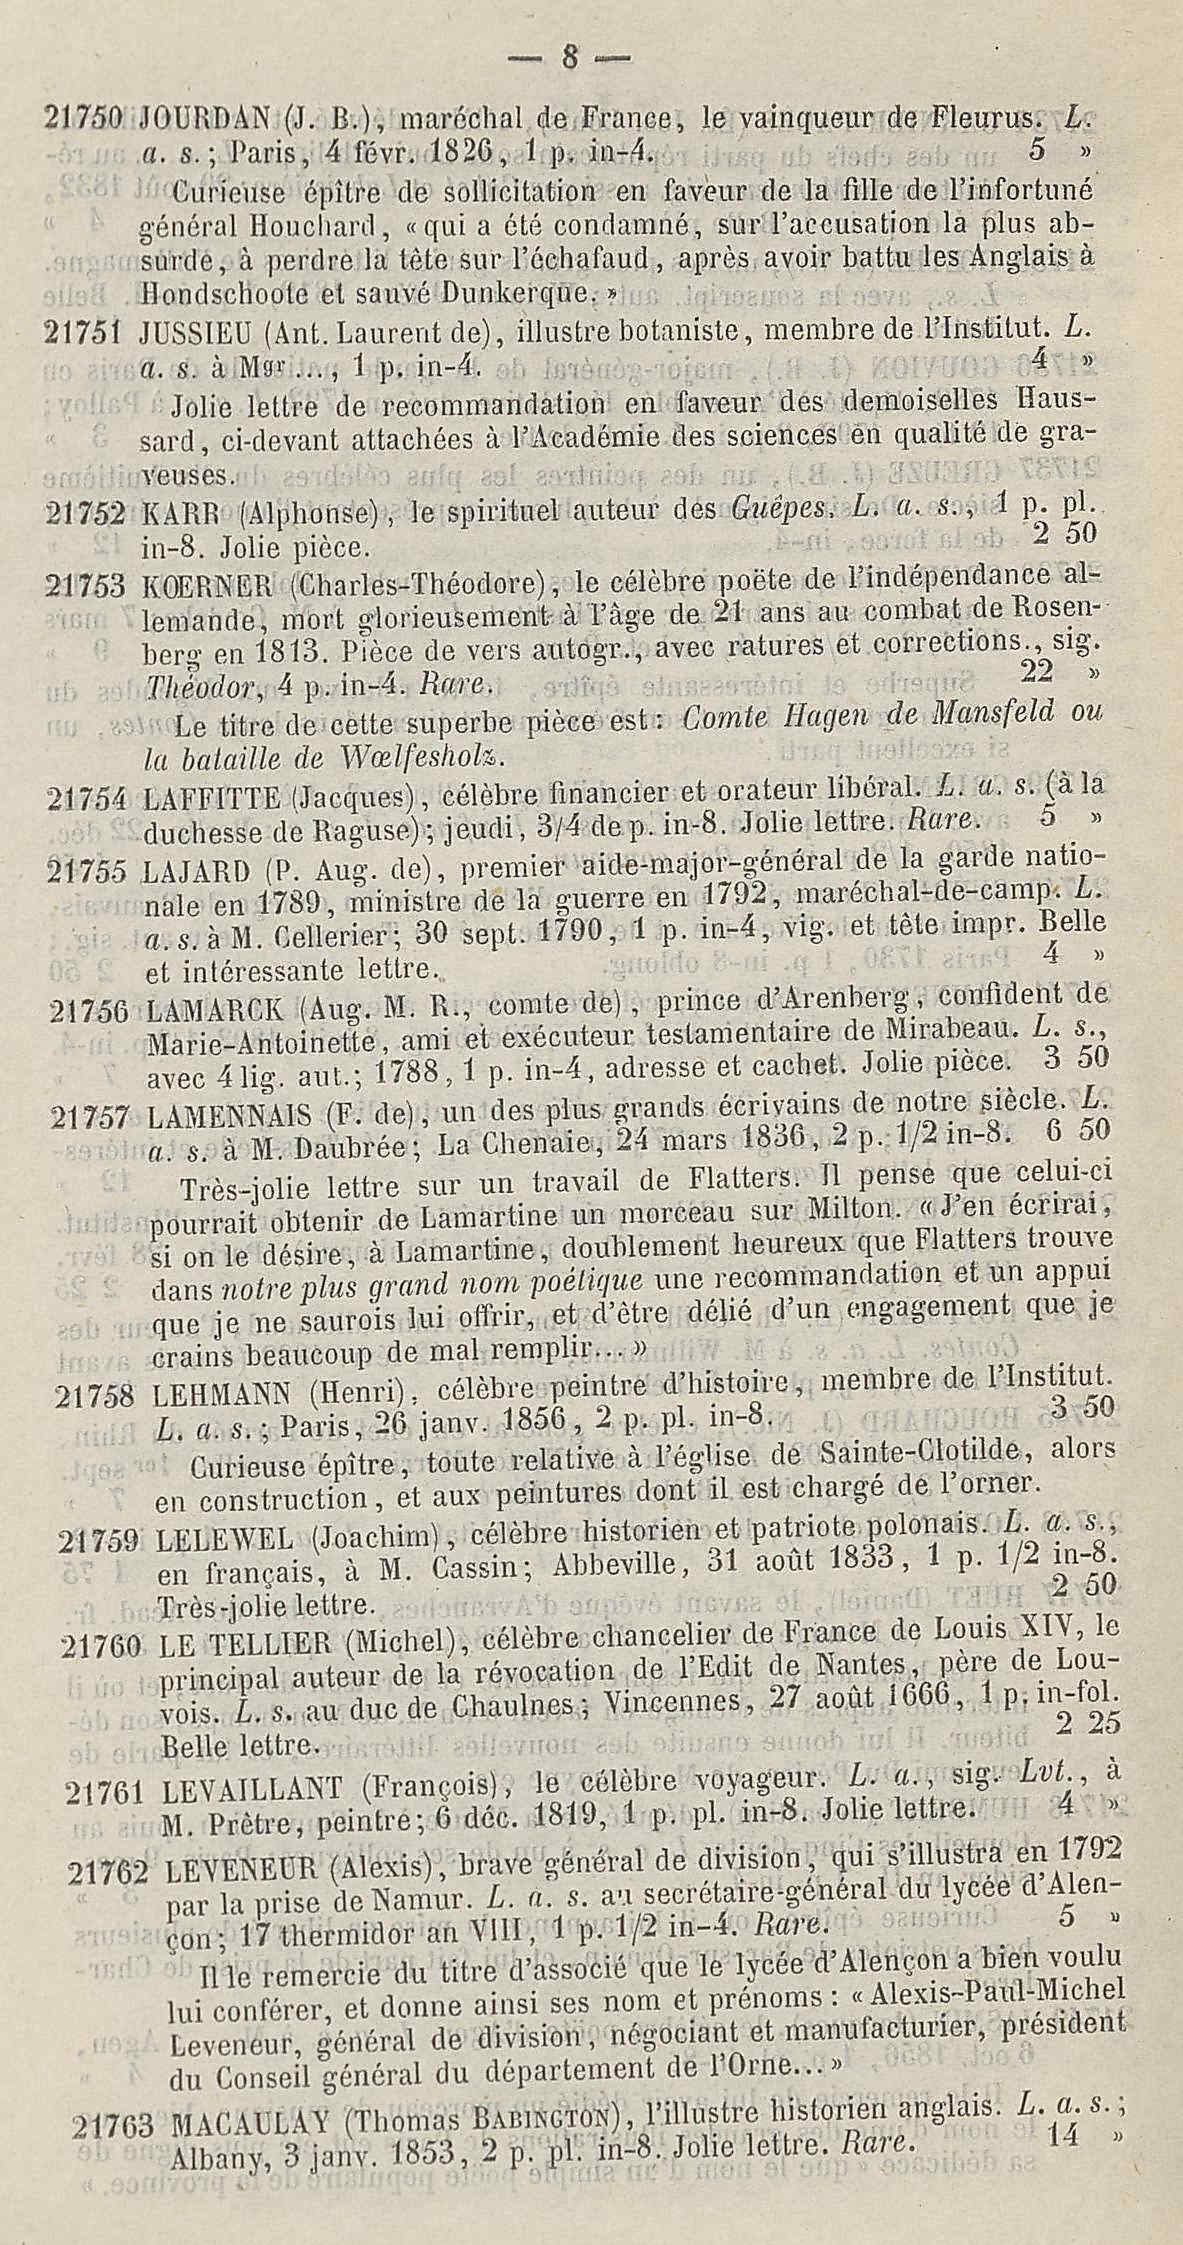 — 8 —
21750 JOURDAN (J. B.), maréchal de France, le vainqueur de Fleurus. L.
a. s.; Paris, 4 févr. 1826, 1 p. in-4. 5 »
Curieuse épître de sollicitation en faveur de la fille de l'infortuné
général Houchard, « qui a été condamné, sur l'accusation la plus ab-
surde, à perdre la tête sur l'échafaud, après avoir battu les Anglais à
Hondschoote et sauvé Dunkerque. »
21751 JUSSIEU (Ant. Laurent de), illustre botaniste, membre de l'Institut. L.
a. s. à Mgr ...., 1 p. in-4. 4 »
Jolie lettre de recommandation en faveur des demoiselles Haus-
sard, ci-devant attachées à l'Académie des sciences en qualité de gra-
veuses.
21752 KARR (Alphonse), le spirituel auteur des Guêpes. L. a. s., 1 p. pl.
in-8. Jolie pièce. 2 50
21753 KŒRNER (Charles-Théodore), le célèbre poëte de l'indépendance al-
lemande, mort glorieusement à l'âge de 21 ans au combat de Rosen-
berg en 1813. Pièce de vers autogr., avec ratures et corrections., sig.
Théodor, 4 p. in-4. Rare. 22 »
Le titre de cette superbe pièce est : Comte Hagen de Mansfeld ou
la bataille de Wœlfesholz.
21754 LAFFITTE (Jacques), célèbre financier et orateur libéral. L. a. s. (à la
duchesse de Raguse); jeudi, 3/4 de p. in-8. Jolie lettre. Rare. 5 »
21755 LAJARD (P. Aug. de), premier aide-major-général de la garde natio-
nale en 1789, ministre de la guerre en 1792, maréchal-de-camp. L.
a. s. à M. Cellerier; 30 sept. 1790, 1 p. in-4, vig. et tête impr. Belle
et intéressante lettre. 4 »
21756 LAMARCK (Aug. M. R., comte de), prince d'Arenberg, confident de
Marie-Antoinette, ami et exécuteur testamentaire de Mirabeau. L. s.,
avec 4 lig. aut.; 1788, 1 p. in-4, adresse et cachet. Jolie pièce. 3 50
21757 LAMENNAIS (F. de), un des plus grands écrivains de notre siècle. L.
a. s. à M. Daubrée; La Chenaie, 24 mars 1836, 2 p. 1/2 in-8. 6 50
Très-jolie lettre sur un travail de Flatters. Il pense que celui-ci
pourrait obtenir de Lamartine un morceau sur Milton. « J'en écrirai,
si on le désire, à Lamartine, doublement heureux que Flatters trouve
dans notre plus grand nom poétique une recommandation et un appui
que je ne saurois lui offrir, et d'être délié d'un engagement que je
crains beaucoup de mal remplir... »
21758 LEHMANN (Henri), célèbre peintre d'histoire, membre de l'Institut.
L. a. s. ; Paris, 26 janv. 1856, 2 p. pl. in-8. 3 50
Curieuse épître, toute relative à l'église de Sainte-Clotilde, alors
en construction, et aux peintures dont il est chargé de l'orner.
21759 LELEWEL (Joachim), célèbre historien et patriote polonais. L. a. s.,
en français, à M. Cassin; Abbeville, 31 août 1833, 1 p. 1/2 in-8.
Très-jolie lettre. 2 50
21760 LE TELLIER (Michel), célèbre chancelier de France de Louis XIV, le
principal auteur de la révocation de l'Edit de Nantes, père de Lou-
vois. L. s. au duc de Chaulnes; Vincennes, 27 août 1666, 1 p. in-fol.
Belle lettre. 2 25
21761 LEVAILLANT (François), le célèbre voyageur. L. a., sig. Lvt., à
M. Prètre, peintre; 6 déc. 1819, 1 p. pl. in-8. Jolie lettre. 4 »
21762 LEVENEUR (Alexis), brave général de division, qui s'illustra en 1792
par la prise de Namur. L. a. s. au secrétaire-général du lycée d'Alen-
çon; 17 thermidor an VIII, 1 p. 1/2 in-4. Rare. 5 »
Il le remercie du titre d'associé que le lycée d'Alençon a bien voulu
lui conférer, et donne ainsi ses nom et prénoms : « Alexis-Paul-Michel
Leveneur, général de division, négociant et manufacturier, président
du Conseil général du département de l'Orne... »
21763 MACAULAY (Thomas BABINGTON), l'illustre historien anglais. L. a. s. ;
Albany, 3 janv. 1853, 2 p. pl. in-8. Jolie lettre. Rare. 14 »